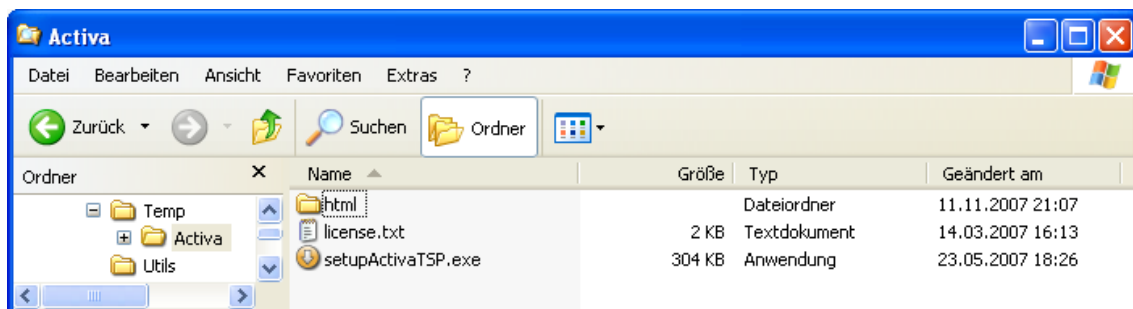 Activa
Datei Bearbeiten Ansicht Favoriten Extras ?
Zurück Suchen Ordner
Ordner Name Größe Typ Geändert am
Temp html Dateiordner 11.11.2007 21:07
Activa license.txt 2 KB Textdokument 14.03.2007 16:13
Utils setupActivaTSP.exe 304 KB Anwendung 23.05.2007 18:26